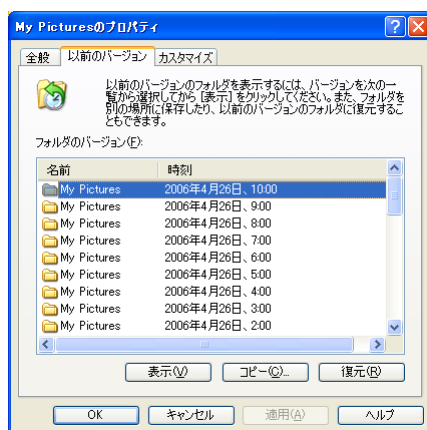 My Picturesのプロパティ
全般 以前のバージョン カスタマイズ
以前のバージョンのフォルダを表示するには、バージョンを次の一
覧から選択してから [表示] をクリックしてください。また、フォルダを
別の場所に保存したり、以前のバージョンのフォルダに復元するこ
ともできます。
フォルダのバージョン(F):
名前 時刻
My Pictures 2006年4月26日、10:00
My Pictures 2006年4月26日、9:00
My Pictures 2006年4月26日、8:00
My Pictures 2006年4月26日、7:00
My Pictures 2006年4月26日、6:00
My Pictures 2006年4月26日、5:00
My Pictures 2006年4月26日、4:00
My Pictures 2006年4月26日、3:00
My Pictures 2006年4月26日、2:00
表示(V) コピー(C)... 復元(R)
OK キャンセル 適用(A) ヘルプ